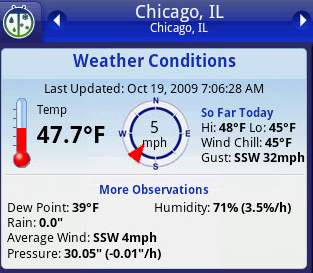 Chicago, IL
Chicago, IL
Weather Conditions
Last Updated: Oct 19, 2009 7:06:28 AM
Temp
47.7°F
N
W
E
S
5
mph
So Far Today
Hi: 48°F Lo: 45°F
Wind Chill: 45°F
Gust: SSW 32mph
More Observations
Dew Point: 39°F Humidity: 71% (3.5%/h)
Rain: 0.0"
Average Wind: SSW 4mph
Pressure: 30.05" (-0.01"/h)